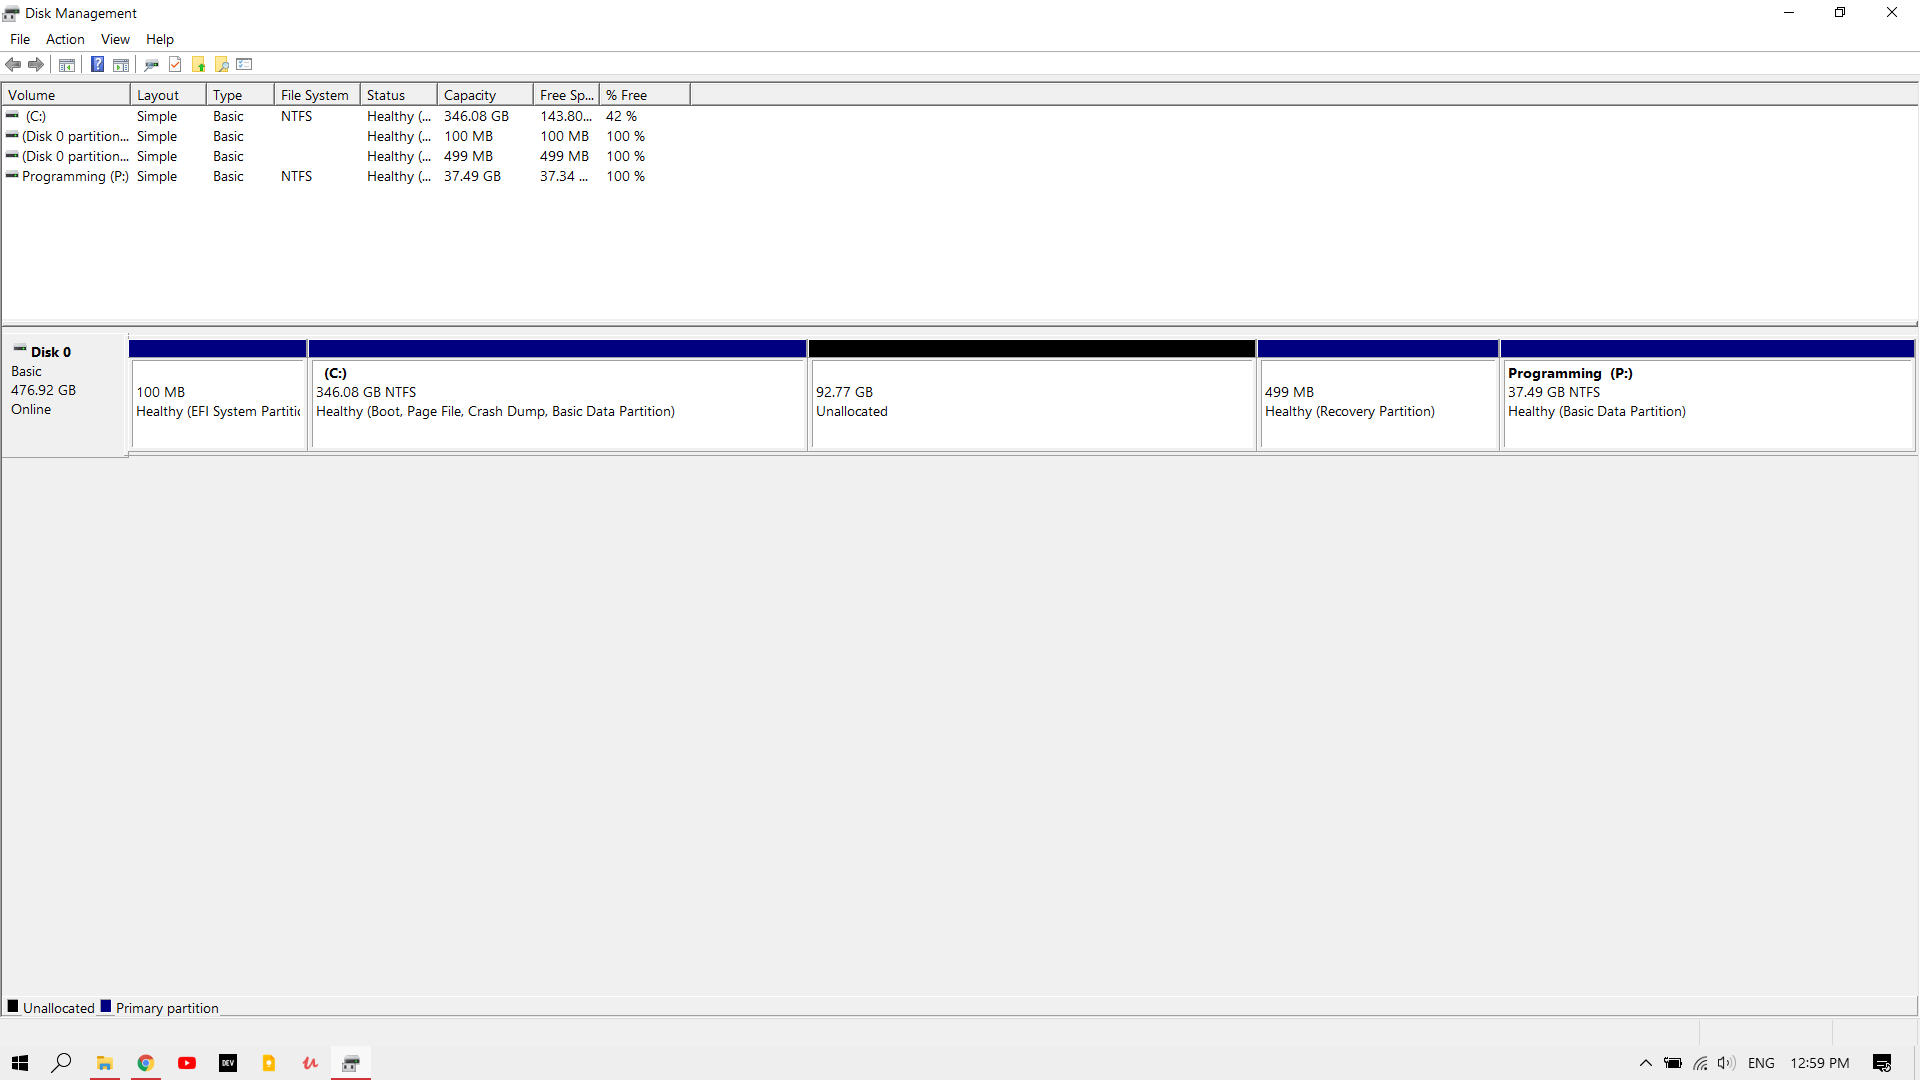 Disk Management
File Action View Help
Volume Layout Type File System Status Capacity Free Sp... % Free
(C:) Simple Basic NTFS Healthy (... 346.08 GB 143.80... 42 %
(Disk 0 partition... Simple Basic Healthy (... 100 MB 100 MB 100 %
(Disk 0 partition... Simple Basic Healthy (... 499 MB 499 MB 100 %
Programming (P:) Simple Basic NTFS Healthy (... 37.49 GB 37.34 ... 100 %
Disk 0
Basic
476.92 GB
Online
100 MB
Healthy (EFI System Partitic
(C:)
346.08 GB NTFS
Healthy (Boot, Page File, Crash Dump, Basic Data Partition)
92.77 GB
Unallocated
499 MB
Healthy (Recovery Partition)
Programming (P:)
37.49 GB NTFS
Healthy (Basic Data Partition)
Unallocated Primary partition
DEV
ENG 12:59 PM